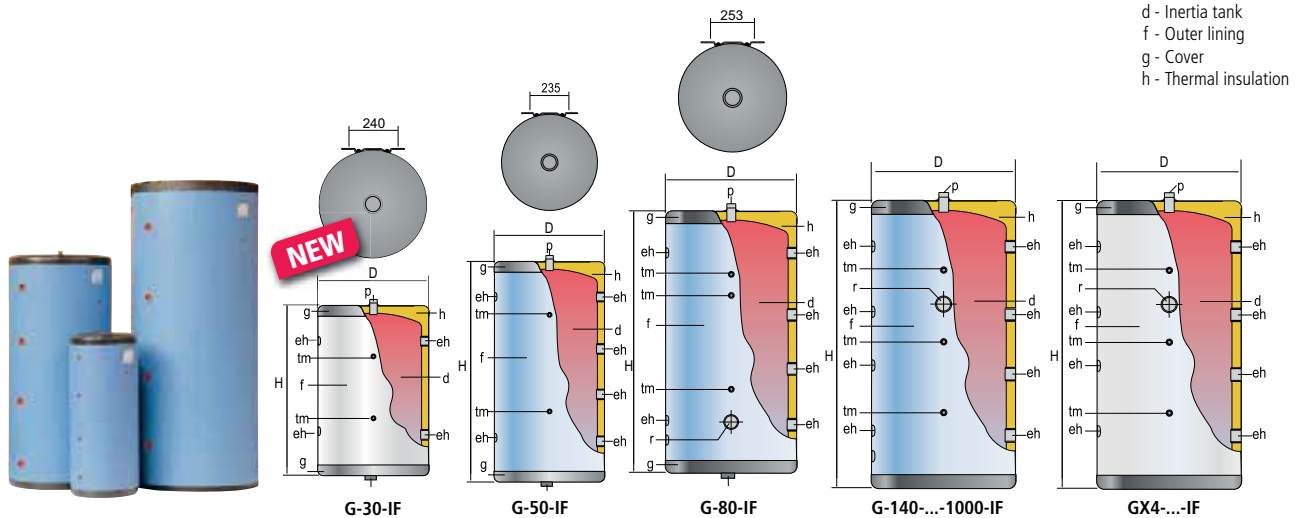 d - Inertia tank
f - Outer lining
g - Cover
h - Thermal insulation
253
235
240
NEW
D
p
g
h
eh
eh
tm
f
d
H
tm
eh
eh
g
G-30-IF
D
p
g
h
eh
eh
tm
d
f
eh
H
eh
tm
eh
eh
g
G-50-IF
D
p
g
h
eh
eh
tm
tm
d
f
eh
H
eh
tm
eh
r
eh
g
G-80-IF
D
p
g
h
eh
eh
tm
r
d
eh
eh
f
tm
H
eh
eh
tm
eh
eh
G-140-...-1000-IF
D
p
g
h
eh
eh
tm
r
d
eh
eh
f
tm
H
eh
eh
tm
eh
eh
GX4-...-IF